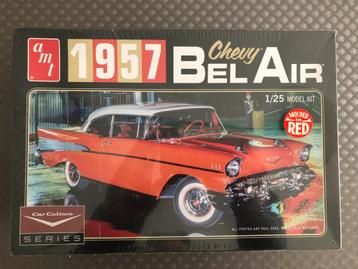 amt
1957
Chevy
BEL AIR
1/25 MODEL KIT
MOLDED IN
RED
Car Culture
SERIES